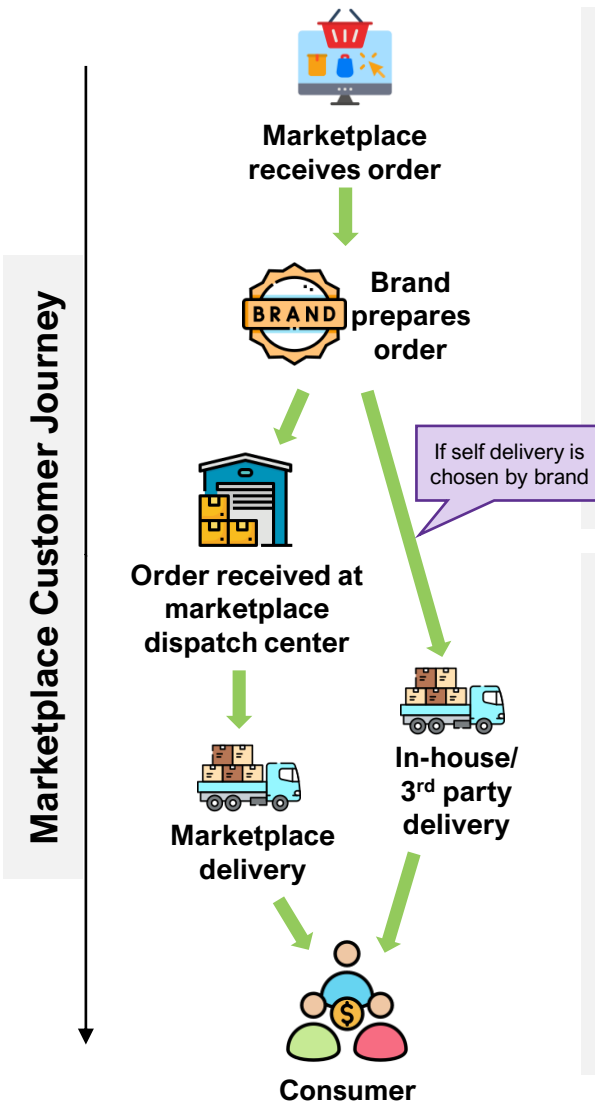 Marketplace Customer Journey
Marketplace
receives order
BRAND
Brand
prepares
order
If self delivery is
chosen by brand
Order received at
marketplace
dispatch center
In-house/
3rd party
delivery
Marketplace
delivery
$
Consumer